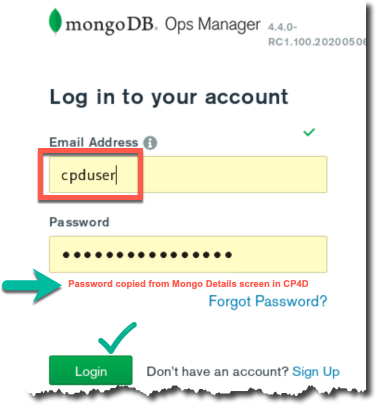 mongoDB. Ops Manager
4.4.0-
RC1.100.20200506
Log in to your account
Email Address
cpduser
Password
Password copied from Mongo Details screen in CP4D
Forgot Password?
Login
Don't have an account? Sign Up